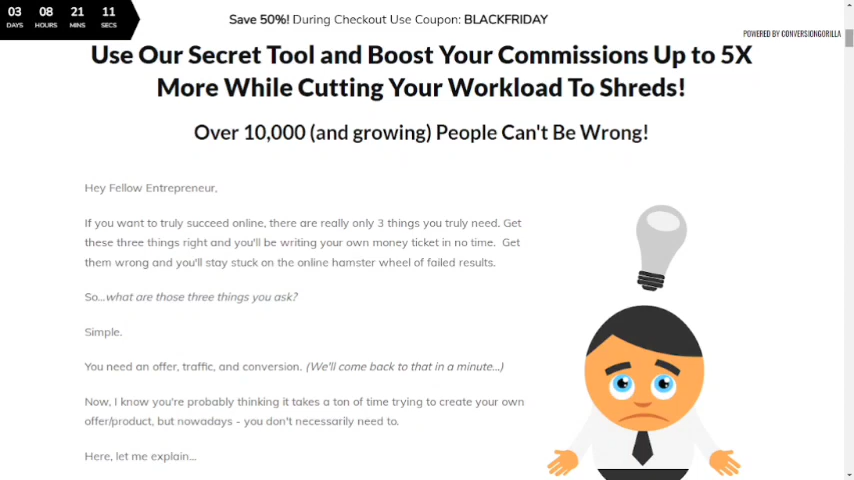 03 08 21 11
DAYS HOURS MINS SECS
Save 50%! During Checkout Use Coupon: BLACKFRIDAY
POWERED BY CONVERSIONGORILLA
Use Our Secret Tool and Boost Your Commissions Up to 5X
More While Cutting Your Workload To Shreds!
Over 10,000 (and growing) People Can't Be Wrong!
Hey Fellow Entrepreneur,
If you want to truly succeed online, there are really only 3 things you truly need. Get
these three things right and you'll be writing your own money ticket in no time. Get
them wrong and you'll stay stuck on the online hamster wheel of failed results.
So...what are those three things you ask?
Simple.
You need an offer, traffic, and conversion. (We'll come back to that in a minute...)
Now, I know you're probably thinking it takes a ton of time trying to create your own
offer/product, but nowadays - you don't necessarily need to.
Here, let me explain...